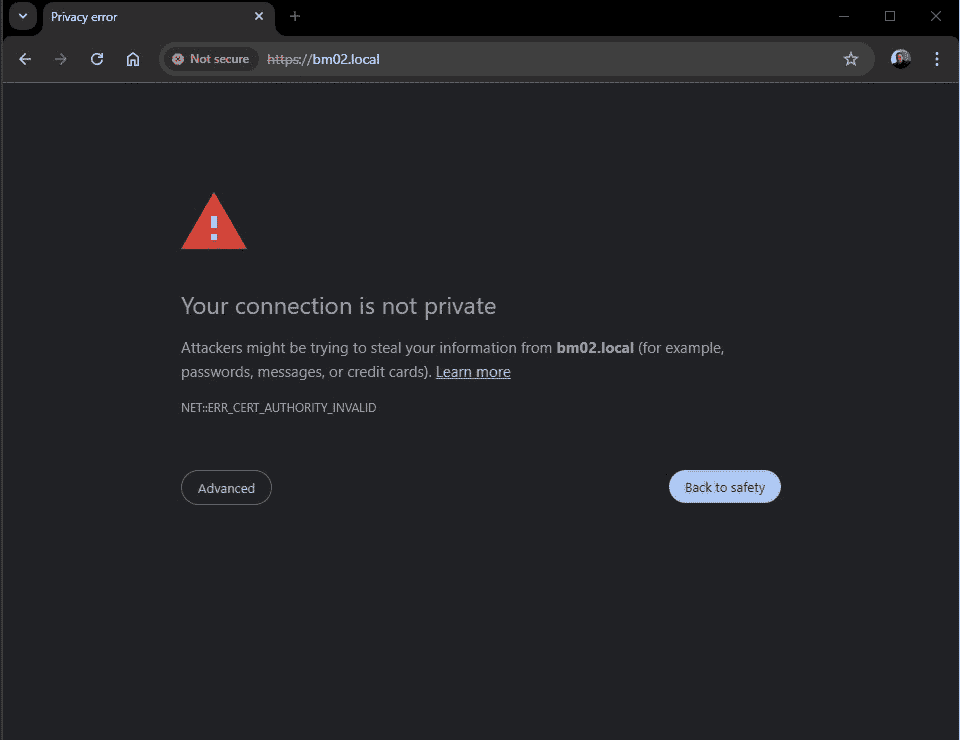 Privacy error
Not secure https://bm02.local
Your connection is not private
Attackers might be trying to steal your information from bm02.local (for example,
passwords, messages, or credit cards). Learn more
NET::ERR_CERT_AUTHORITY_INVALID
Advanced
Back to safety